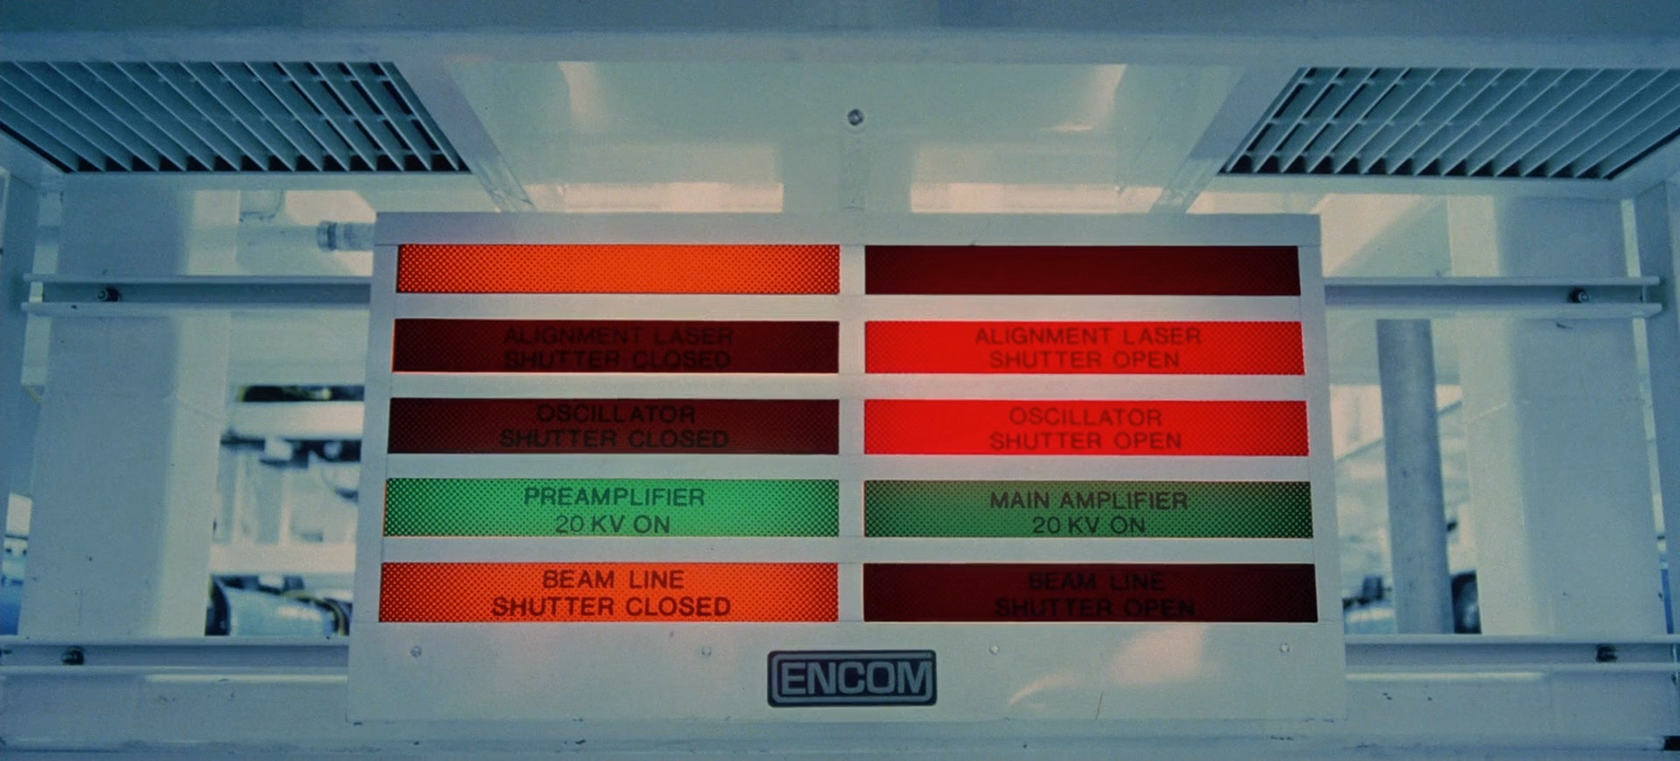 ALIGNMENT LASER
SHUTTER CLOSED
ALIGNMENT LASER
SHUTTER OPEN
OSCILLATOR
SHUTTER CLOSED
OSCILLATOR
SHUTTER OPEN
PREAMPLIFIER
20 KV ON
MAIN AMPLIFIER
20 KV ON
BEAM LINE
SHUTTER CLOSED
BEAM LINE
SHUTTER OPEN
ENCOM